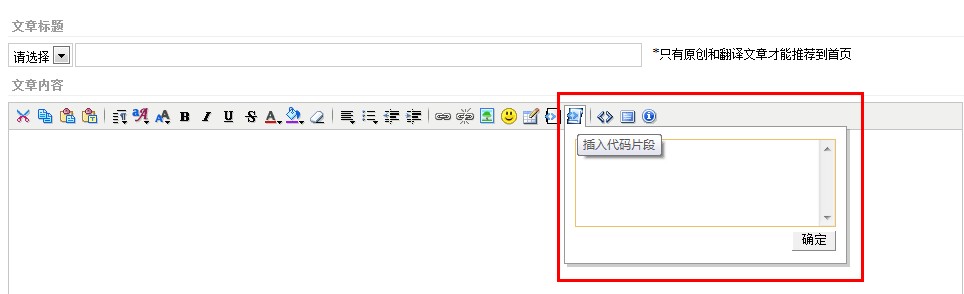 文章标题
请选择 *只有原创和翻译文章才能推荐到首页
文章内容
B I U S A
插入代码片段
确定